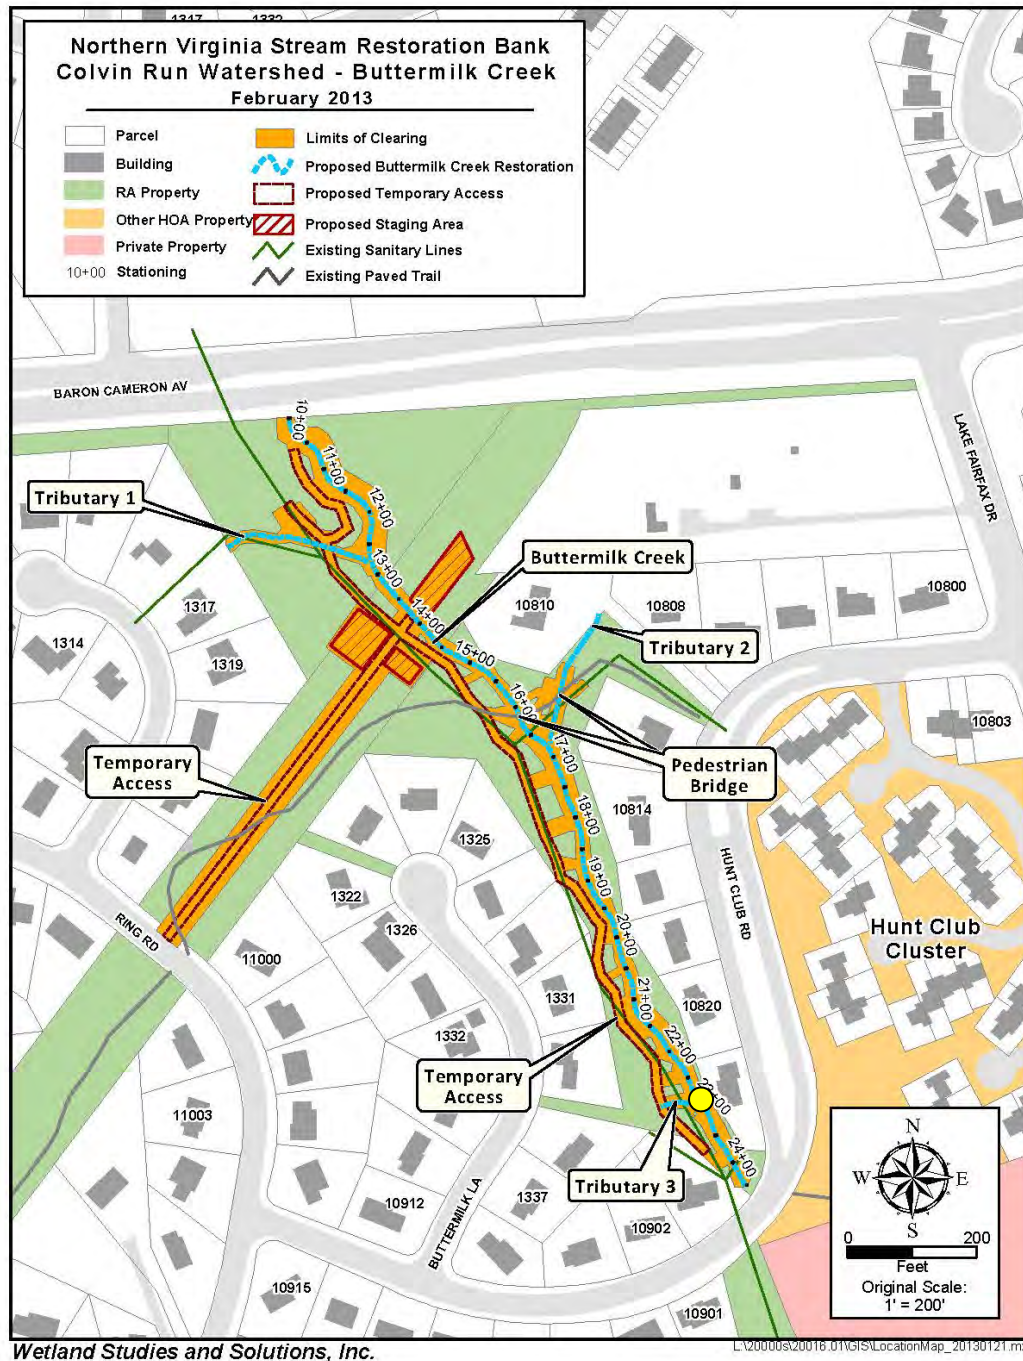 1317
1332
Northern Virginia Stream Restoration Bank
Colvin Run Watershed - Buttermilk Creek
February 2013
Parcel
Building
RA Property
Other HOA Property
Private Property
10+00 Stationing
Limits of Clearing
Proposed Buttermilk Creek Restoration
Proposed Temporary Access
Proposed Staging Area
Existing Sanitary Lines
Existing Paved Trail
BARON CAMERON AV
LAKE FAIRFAX DR
10+00
11+00
12+00
Tributary 1
13+00
Buttermilk Creek
14+00
10810
10808
10800
1317
1314
1319
15+00
Tributary 2
16+00
10803
17+00
Pedestrian
Bridge
Temporary
Access
18+00
10814
1325
19+00
HUNT CLUB RD
1322
1326
20+00
Hunt Club
Cluster
RING RD
11000
1331
21+00
10820
1332
22+00
Temporary
Access
11003
24+00
Tributary 3
10912
1337
10902
BUTTERMILK LA
10915
10901
N
W
E
S
0
200
Feet
Original Scale:
1' = 200'
Wetland Studies and Solutions, Inc.